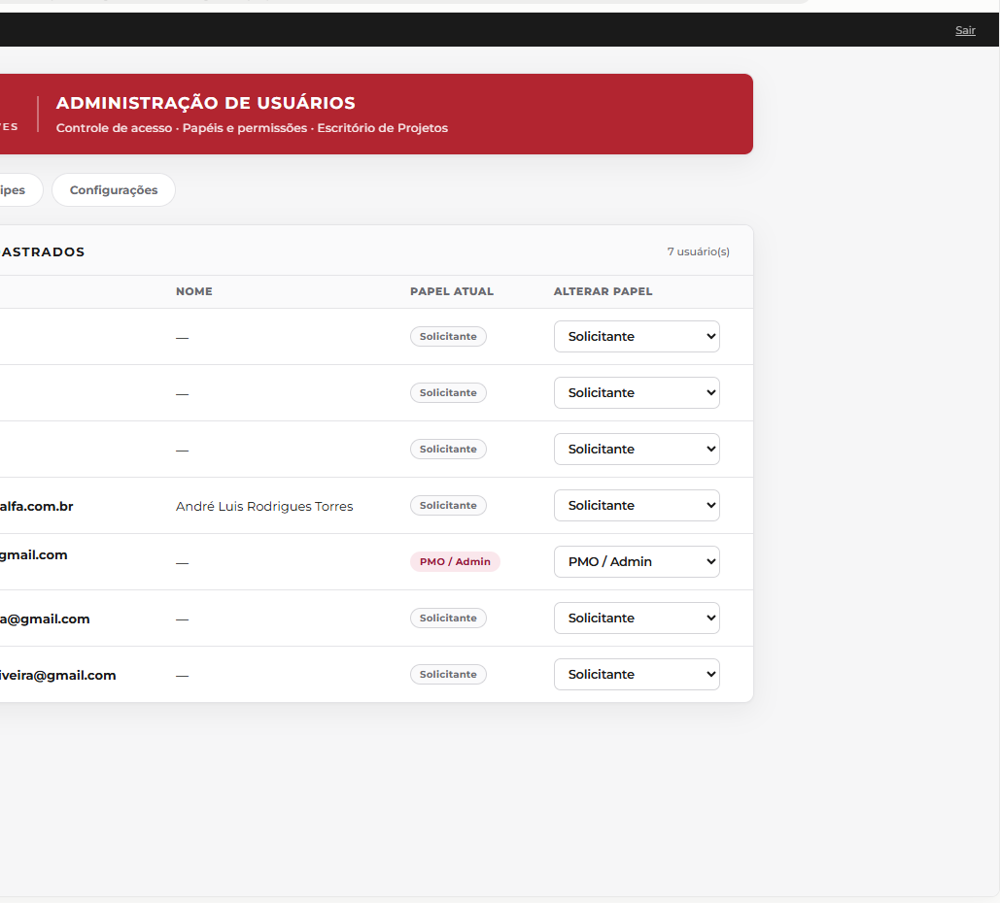 Sair
ADMINISTRAÇÃO DE USUÁRIOS
VES
Controle de acesso · Papéis e permissões · Escritório de Projetos
ipes
Configurações
ASTRADOS
7 usuário(s)
NOME PAPEL ATUAL ALTERAR PAPEL
— Solicitante Solicitante
— Solicitante Solicitante
— Solicitante Solicitante
alfa.com.br André Luis Rodrigues Torres Solicitante Solicitante
gmail.com — PMO / Admin PMO / Admin
a@gmail.com — Solicitante Solicitante
iveira@gmail.com — Solicitante Solicitante